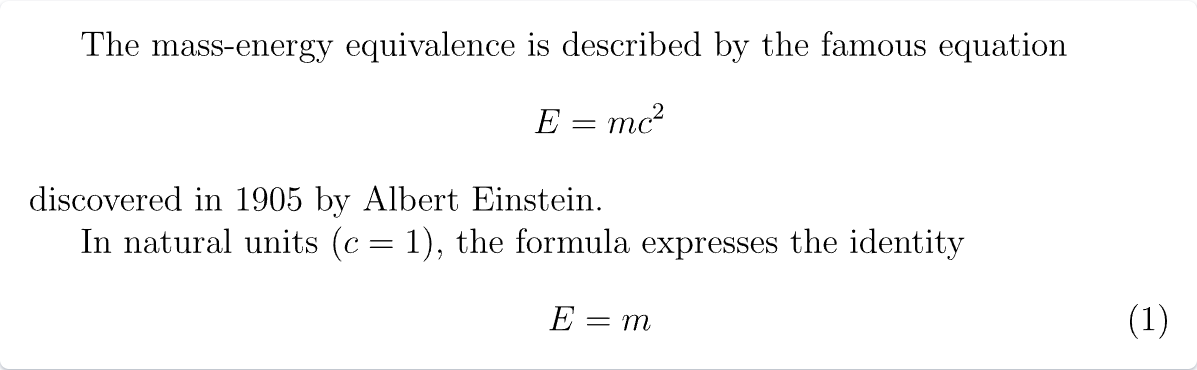 The mass-energy equivalence is described by the famous equation
E = mc²
discovered in 1905 by Albert Einstein.
In natural units (c = 1), the formula expresses the identity
E = m (1)